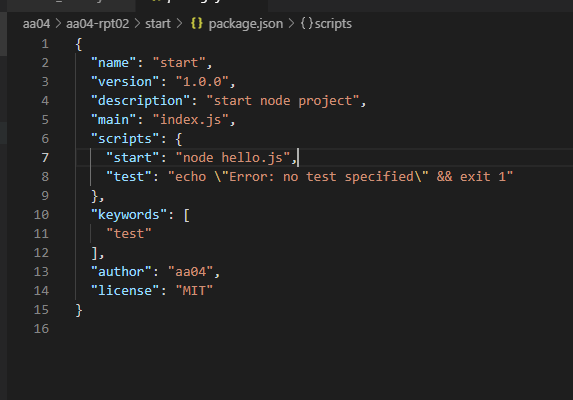 aa04 > aa04-rpt02 > start > {} package.json > {} scripts
1 {
2 "name": "start",
3 "version": "1.0.0",
4 "description": "start node project",
5 "main": "index.js",
6 "scripts": {
7 "start": "node hello.js",
8 "test": "echo \"Error: no test specified\" && exit 1"
9 },
10 "keywords": [
11 "test"
12 ],
13 "author": "aa04",
14 "license": "MIT"
15 }
16